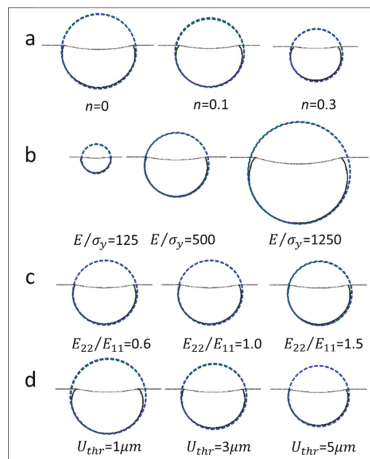 a
n=0 n=0.1 n=0.3
b
E/σy=125 E/σy=500 E/σy=1250
c
E22/E11=0.6 E22/E11=1.0 E22/E11=1.5
d
Uthr=1μm Uthr=3μm Uthr=5μm